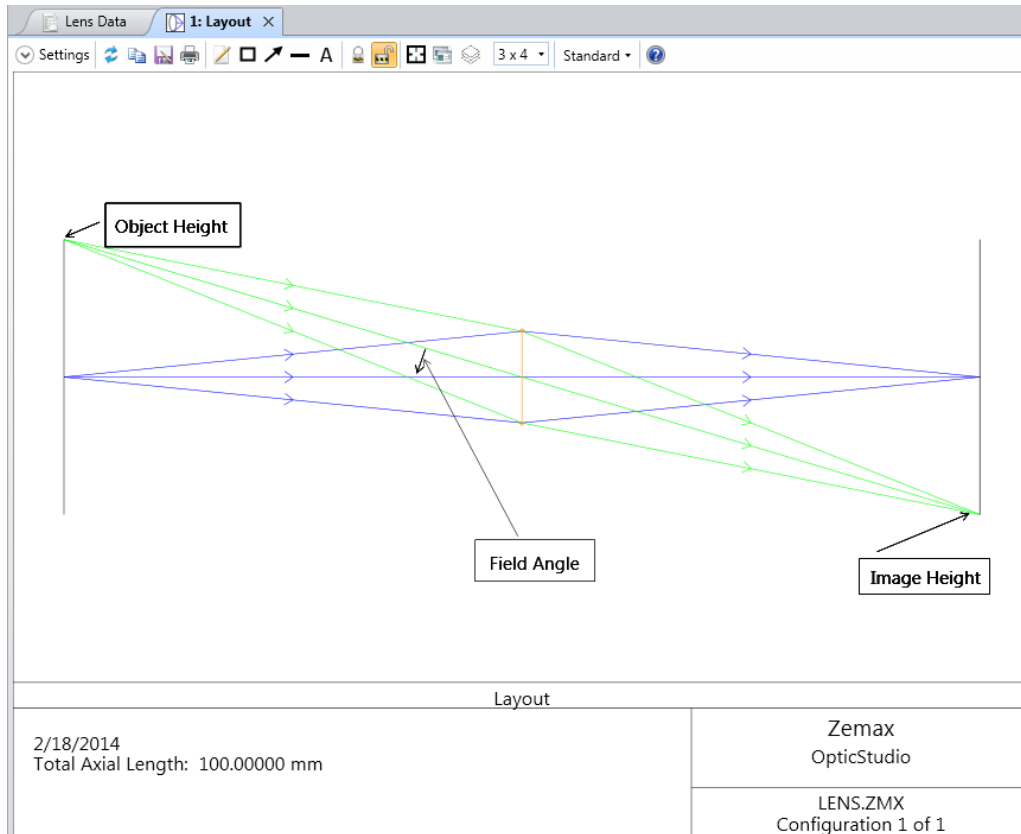 Lens Data
1: Layout
Settings
A
3 x 4
Standard
Object Height
Field Angle
Image Height
Layout
2/18/2014
Total Axial Length: 100.00000 mm
Zemax
OpticStudio
LENS.ZMX
Configuration 1 of 1